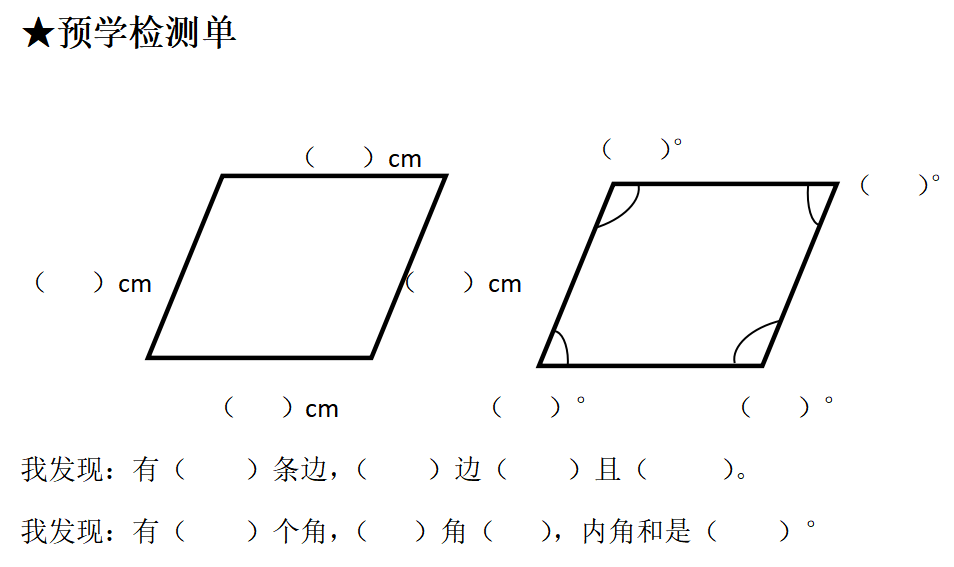 ★预学检测单
（　　）cm
（　　）°
（　　）°
（　　）cm
（　　）cm
（　　）cm
（　　）°
（　　）°
我发现：有（　　）条边，（　　）边（　　）且（　　）。
我发现：有（　　）个角，（　　）角（　　），内角和是（　　）°